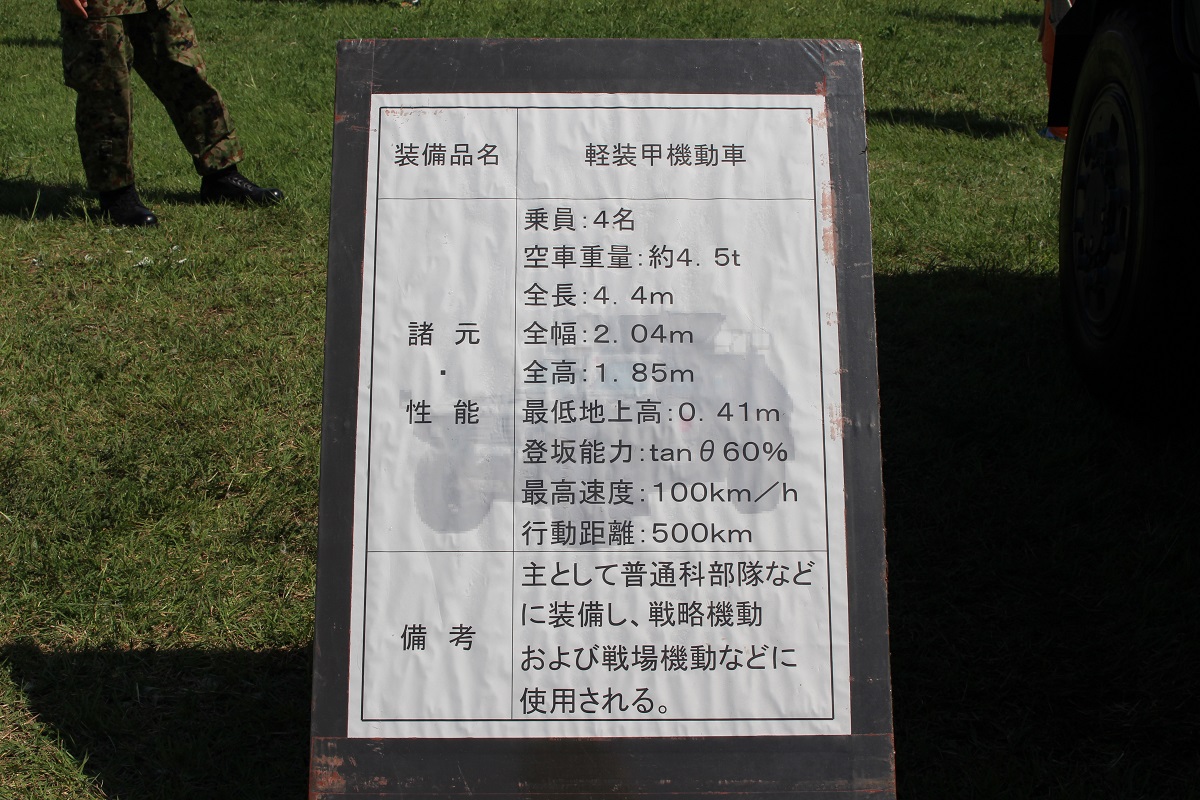 装備品名
軽装甲機動車
諸元
・
性能
乗員：4名
空車重量：約4．5t
全長：4．4m
全幅：2．04m
全高：1．85m
最低地上高：0．41m
登坂能力：tanθ60%
最高速度：100km／h
行動距離：500km
備考
主として普通科部隊など
に装備し、戦略機動
および戦場機動などに
使用される。